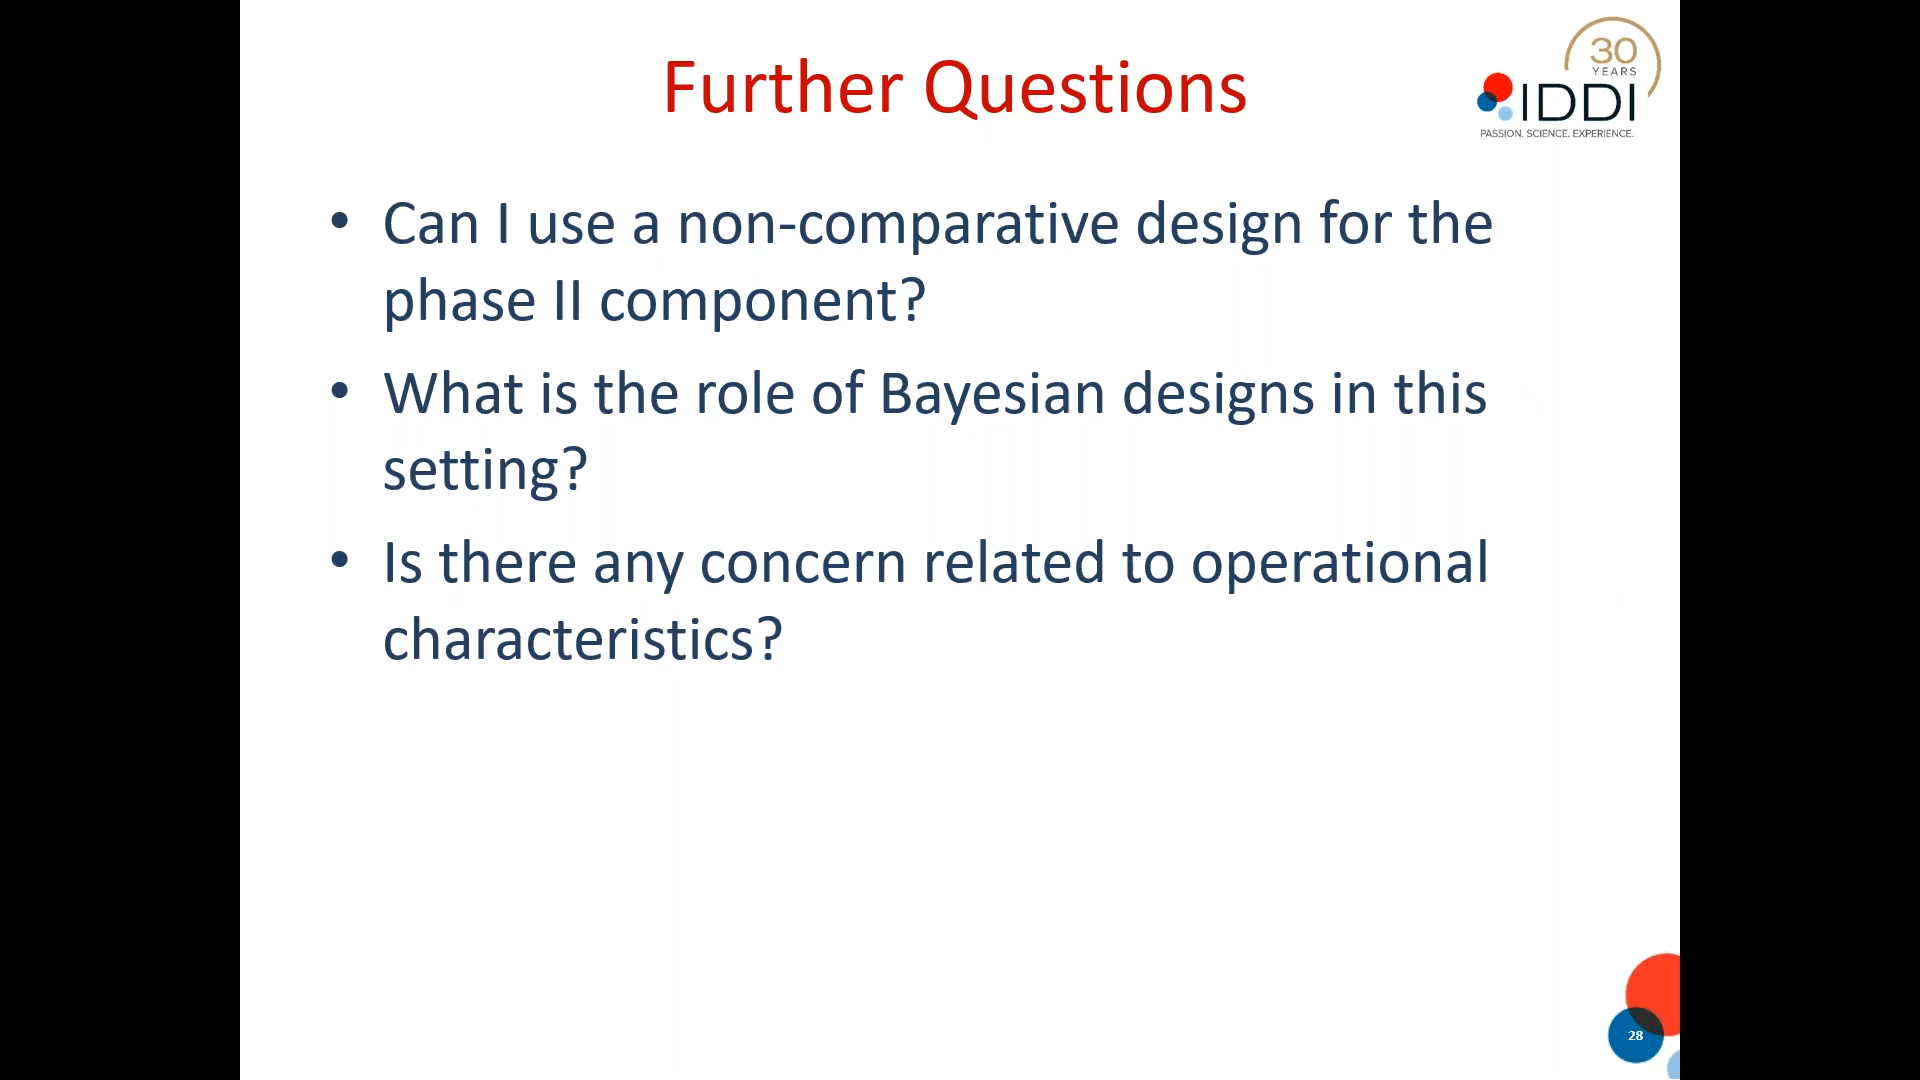 Further Questions
30
YEARS
IDDI
PASSION. SCIENCE. EXPERIENCE.
• Can I use a non-comparative design for the
phase II component?
• What is the role of Bayesian designs in this
setting?
• Is there any concern related to operational
characteristics?
28